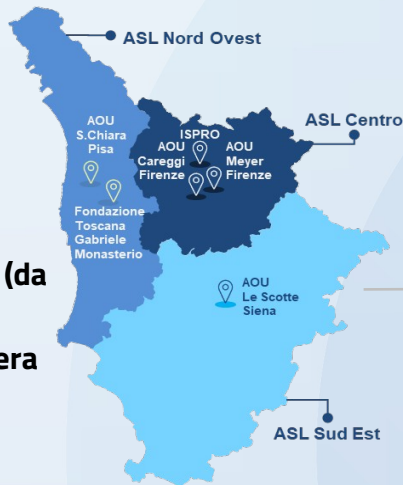 ASL Nord Ovest
ASL Centro
AOU
S.Chiara
Pisa
ISPRO
AOU
Careggi
Firenze
AOU
Meyer
Firenze
Fondazione
Toscana
Gabriele
Monasterio
(da
era
AOU
Le Scotte
Siena
ASL Sud Est